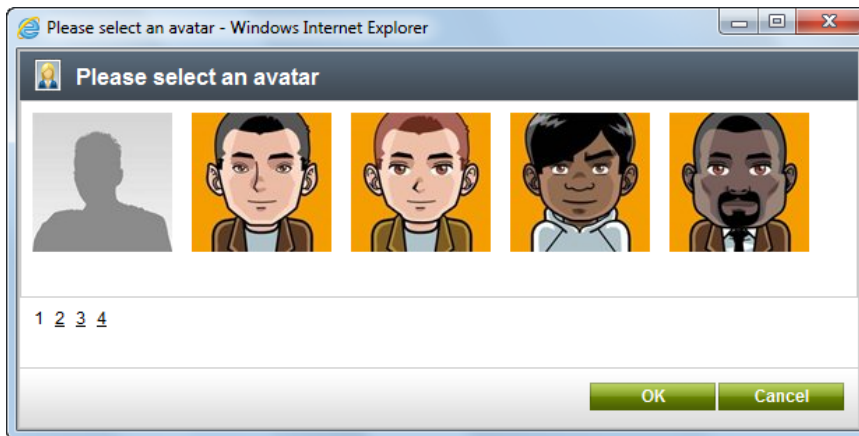 Please select an avatar - Windows Internet Explorer
Please select an avatar
1 2 3 4
OK Cancel